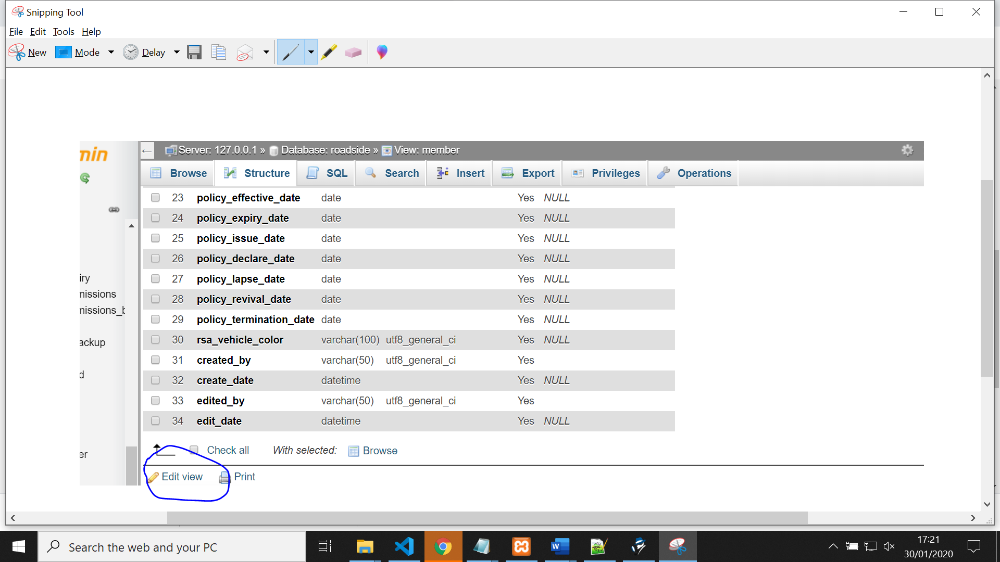 Snipping Tool
File Edit Tools Help
New Mode Delay
min
Server: 127.0.0.1 » Database: roadside » View: member
Browse Structure SQL Search Insert Export Privileges Operations
23 policy_effective_date date Yes NULL
24 policy_expiry_date date Yes NULL
25 policy_issue_date date Yes NULL
26 policy_declare_date date Yes NULL
27 policy_lapse_date date Yes NULL
iry
missions
28 policy_revival_date date Yes NULL
missions_b
29 policy_termination_date date Yes NULL
30 rsa_vehicle_color varchar(100) utf8_general_ci Yes NULL
ackup
31 created_by varchar(50) utf8_general_ci Yes
d
32 create_date datetime Yes NULL
33 edited_by varchar(50) utf8_general_ci Yes
34 edit_date datetime Yes NULL
er
Check all With selected: Browse
Edit view Print
Search the web and your PC
17:21
30/01/2020